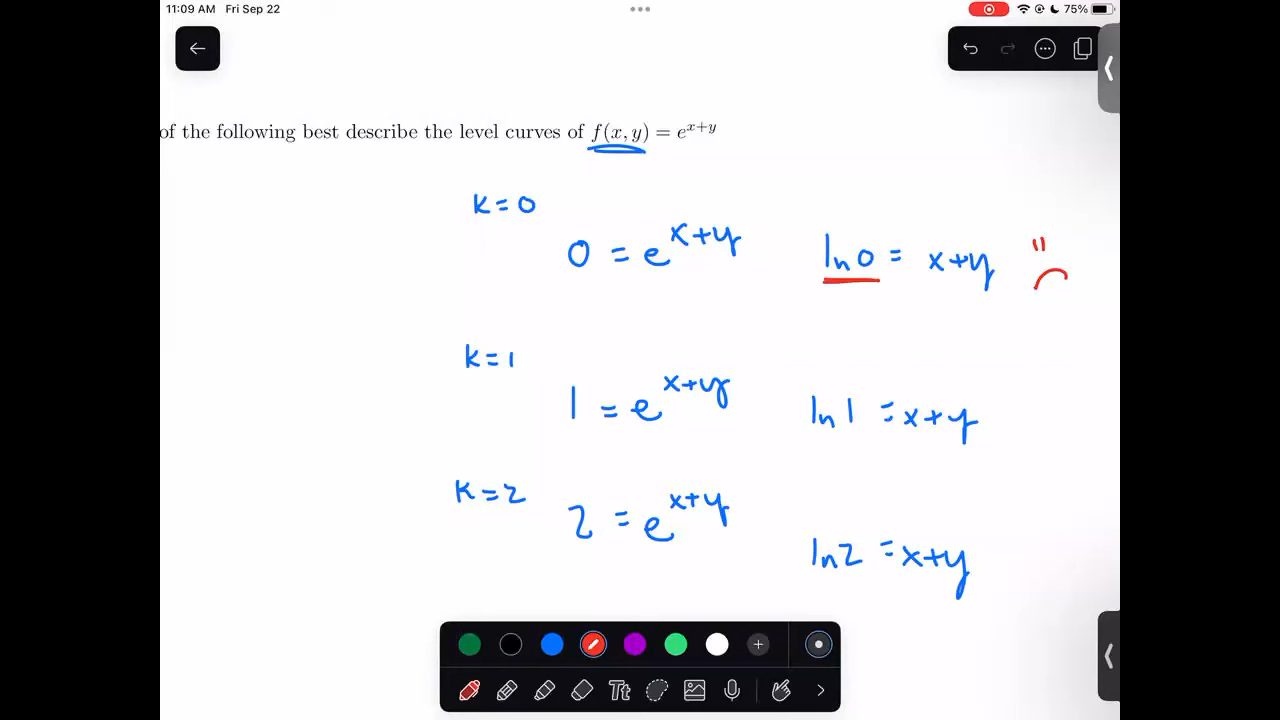 11:09 AM Fri Sep 22
75%
of the following best describe the level curves of f(x, y) = e^{x+y}
k = 0
0 = e^{x+y} ln 0 = x+y
k = 1
1 = e^{x+y} ln 1 = x+y
k = 2
2 = e^{x+y} ln 2 = x+y
Tt